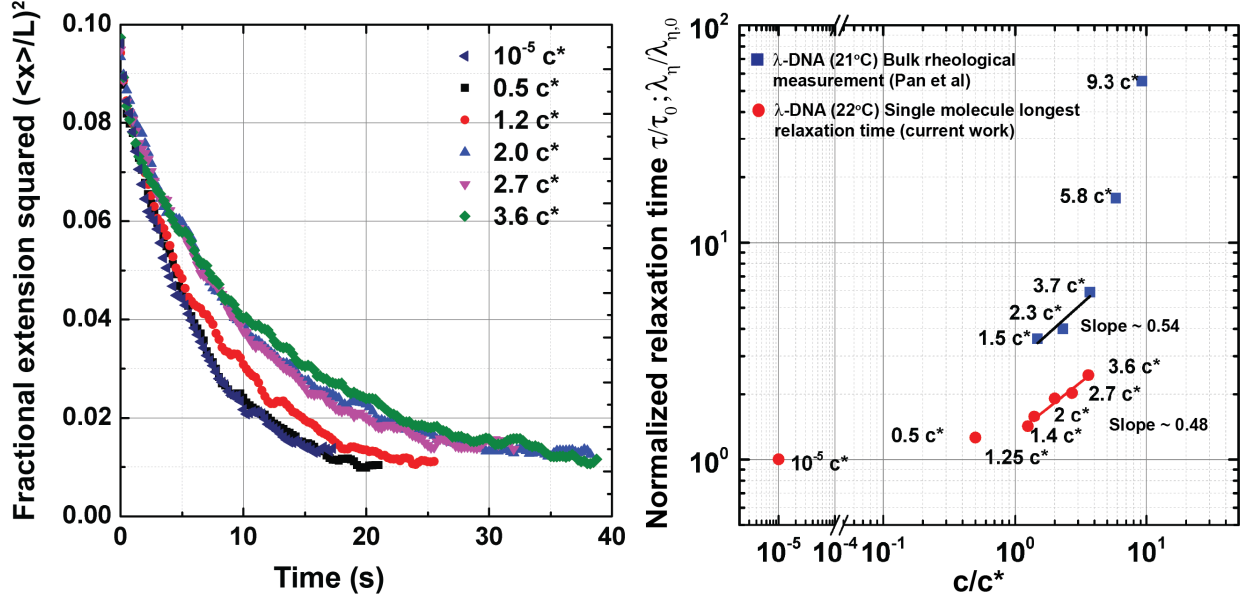 Fractional extension squared (<x>/L)²
0.10
0.08
0.06
0.04
0.02
0.00
0
10
20
30
40
Time (s)
10⁻⁵ c*
0.5 c*
1.2 c*
2.0 c*
2.7 c*
3.6 c*
Normalized relaxation time τ/τ₀ ; λ_η/λ_η,₀
10²
10¹
10⁰
10⁻⁵
10⁻⁴
10⁻¹
10⁰
10¹
c/c*
λ-DNA (21°C) Bulk rheological
measurement (Pan et al)
λ-DNA (22°C) Single molecule longest
relaxation time (current work)
9.3 c*
5.8 c*
3.7 c*
2.3 c*
1.5 c*
Slope ~ 0.54
3.6 c*
2.7 c*
2 c*
Slope ~ 0.48
1.4 c*
0.5 c*
1.25 c*
10⁻⁵ c*